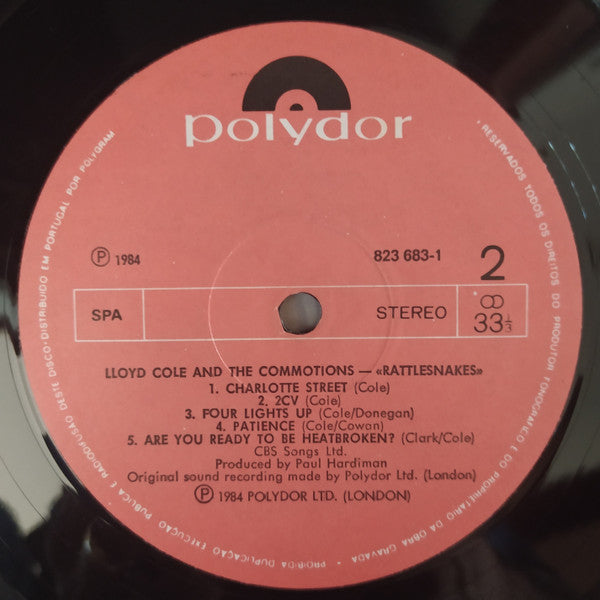 polydor
Ⓟ 1984
823 683-1
2
SPA
STEREO
33⅓
LLOYD COLE AND THE COMMOTIONS — «RATTLESNAKES»
1. CHARLOTTE STREET (Cole)
2. 2CV (Cole)
3. FOUR LIGHTS UP (Cole/Donegan)
4. PATIENCE (Cole/Cowan)
5. ARE YOU READY TO BE HEATBROKEN? (Clark/Cole)
CBS Songs Ltd.
Produced by Paul Hardiman
Original sound recording made by Polydor Ltd. (London)
Ⓟ 1984 POLYDOR LTD. (LONDON)
· RESERVADOS TODOS OS DIREITOS DO PRODUTOR FONOGRÁFICO E DO PROPRIETÁRIO DA OBRA GRAVADA · PROIBIDA DUPLICAÇÃO EXECUÇÃO PÚBLICA E RADIODIFUSÃO DESTE DISCO·DISTRIBUIDO EM PORTUGAL POR POLYGRAM